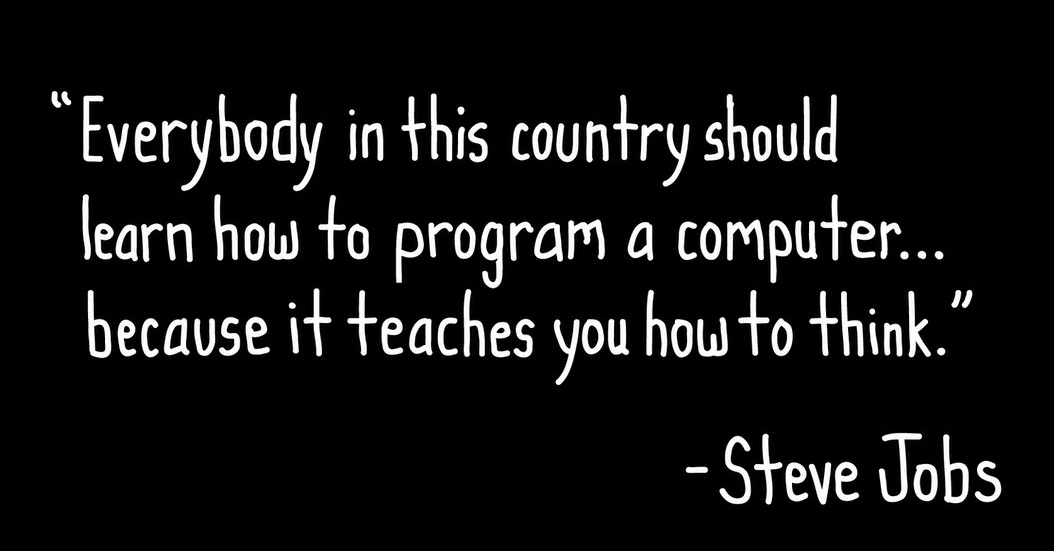 “Everybody in this country should
learn how to program a computer...
because it teaches you how to think.”
-Steve Jobs